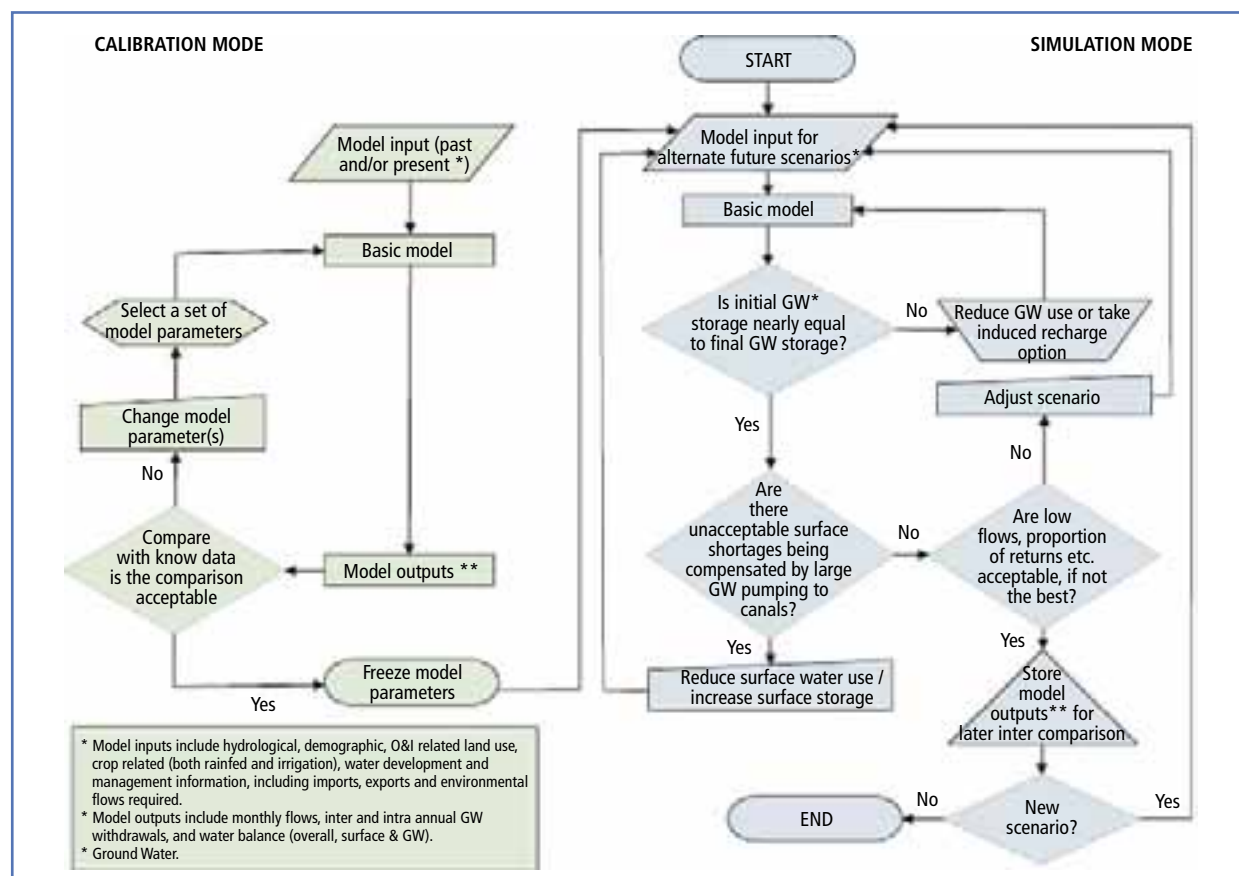 CALIBRATION MODE
Model input (past
and/or present *)
Basic model
Select a set of
model parameters
Change model
parameter(s)
No
Compare
with know data
is the comparison
acceptable
Model outputs **
Yes
Freeze model
parameters
* Model inputs include hydrological, demographic, O&I related land use,
crop related (both rainfed and irrigation), water development and
management information, including imports, exports and environmental
flows required.
* Model outputs include monthly flows, inter and intra annual GW
withdrawals, and water balance (overall, surface & GW).
* Ground Water.
SIMULATION MODE
START
Model input for
alternate future scenarios*
Basic model
Is initial GW*
storage nearly equal
to final GW storage?
No
Reduce GW use or take
induced recharge
option
Adjust scenario
Yes
No
Are
there
unacceptable surface
shortages being
compensated by large
GW pumping to
canals?
No
Are low
flows, proportion
of returns etc.
acceptable, if not
the best?
Yes
Reduce surface water use /
increase surface storage
Yes
Store
model
outputs** for
later inter comparison
New
scenario?
No
Yes
END